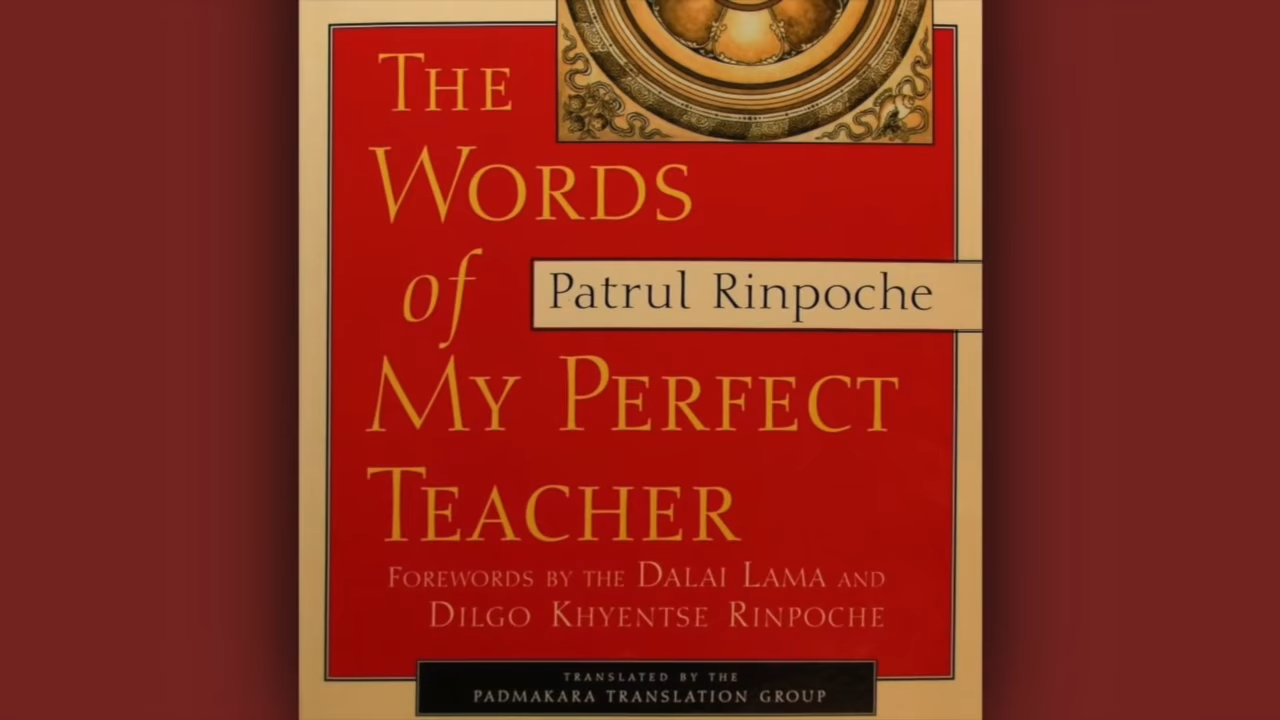 THE
WORDS
of
Patrul Rinpoche
MY PERFECT
TEACHER
FOREWORDS BY THE DALAI LAMA AND
DILGO KHYENTSE RINPOCHE
TRANSLATED BY THE
PADMAKARA TRANSLATION GROUP